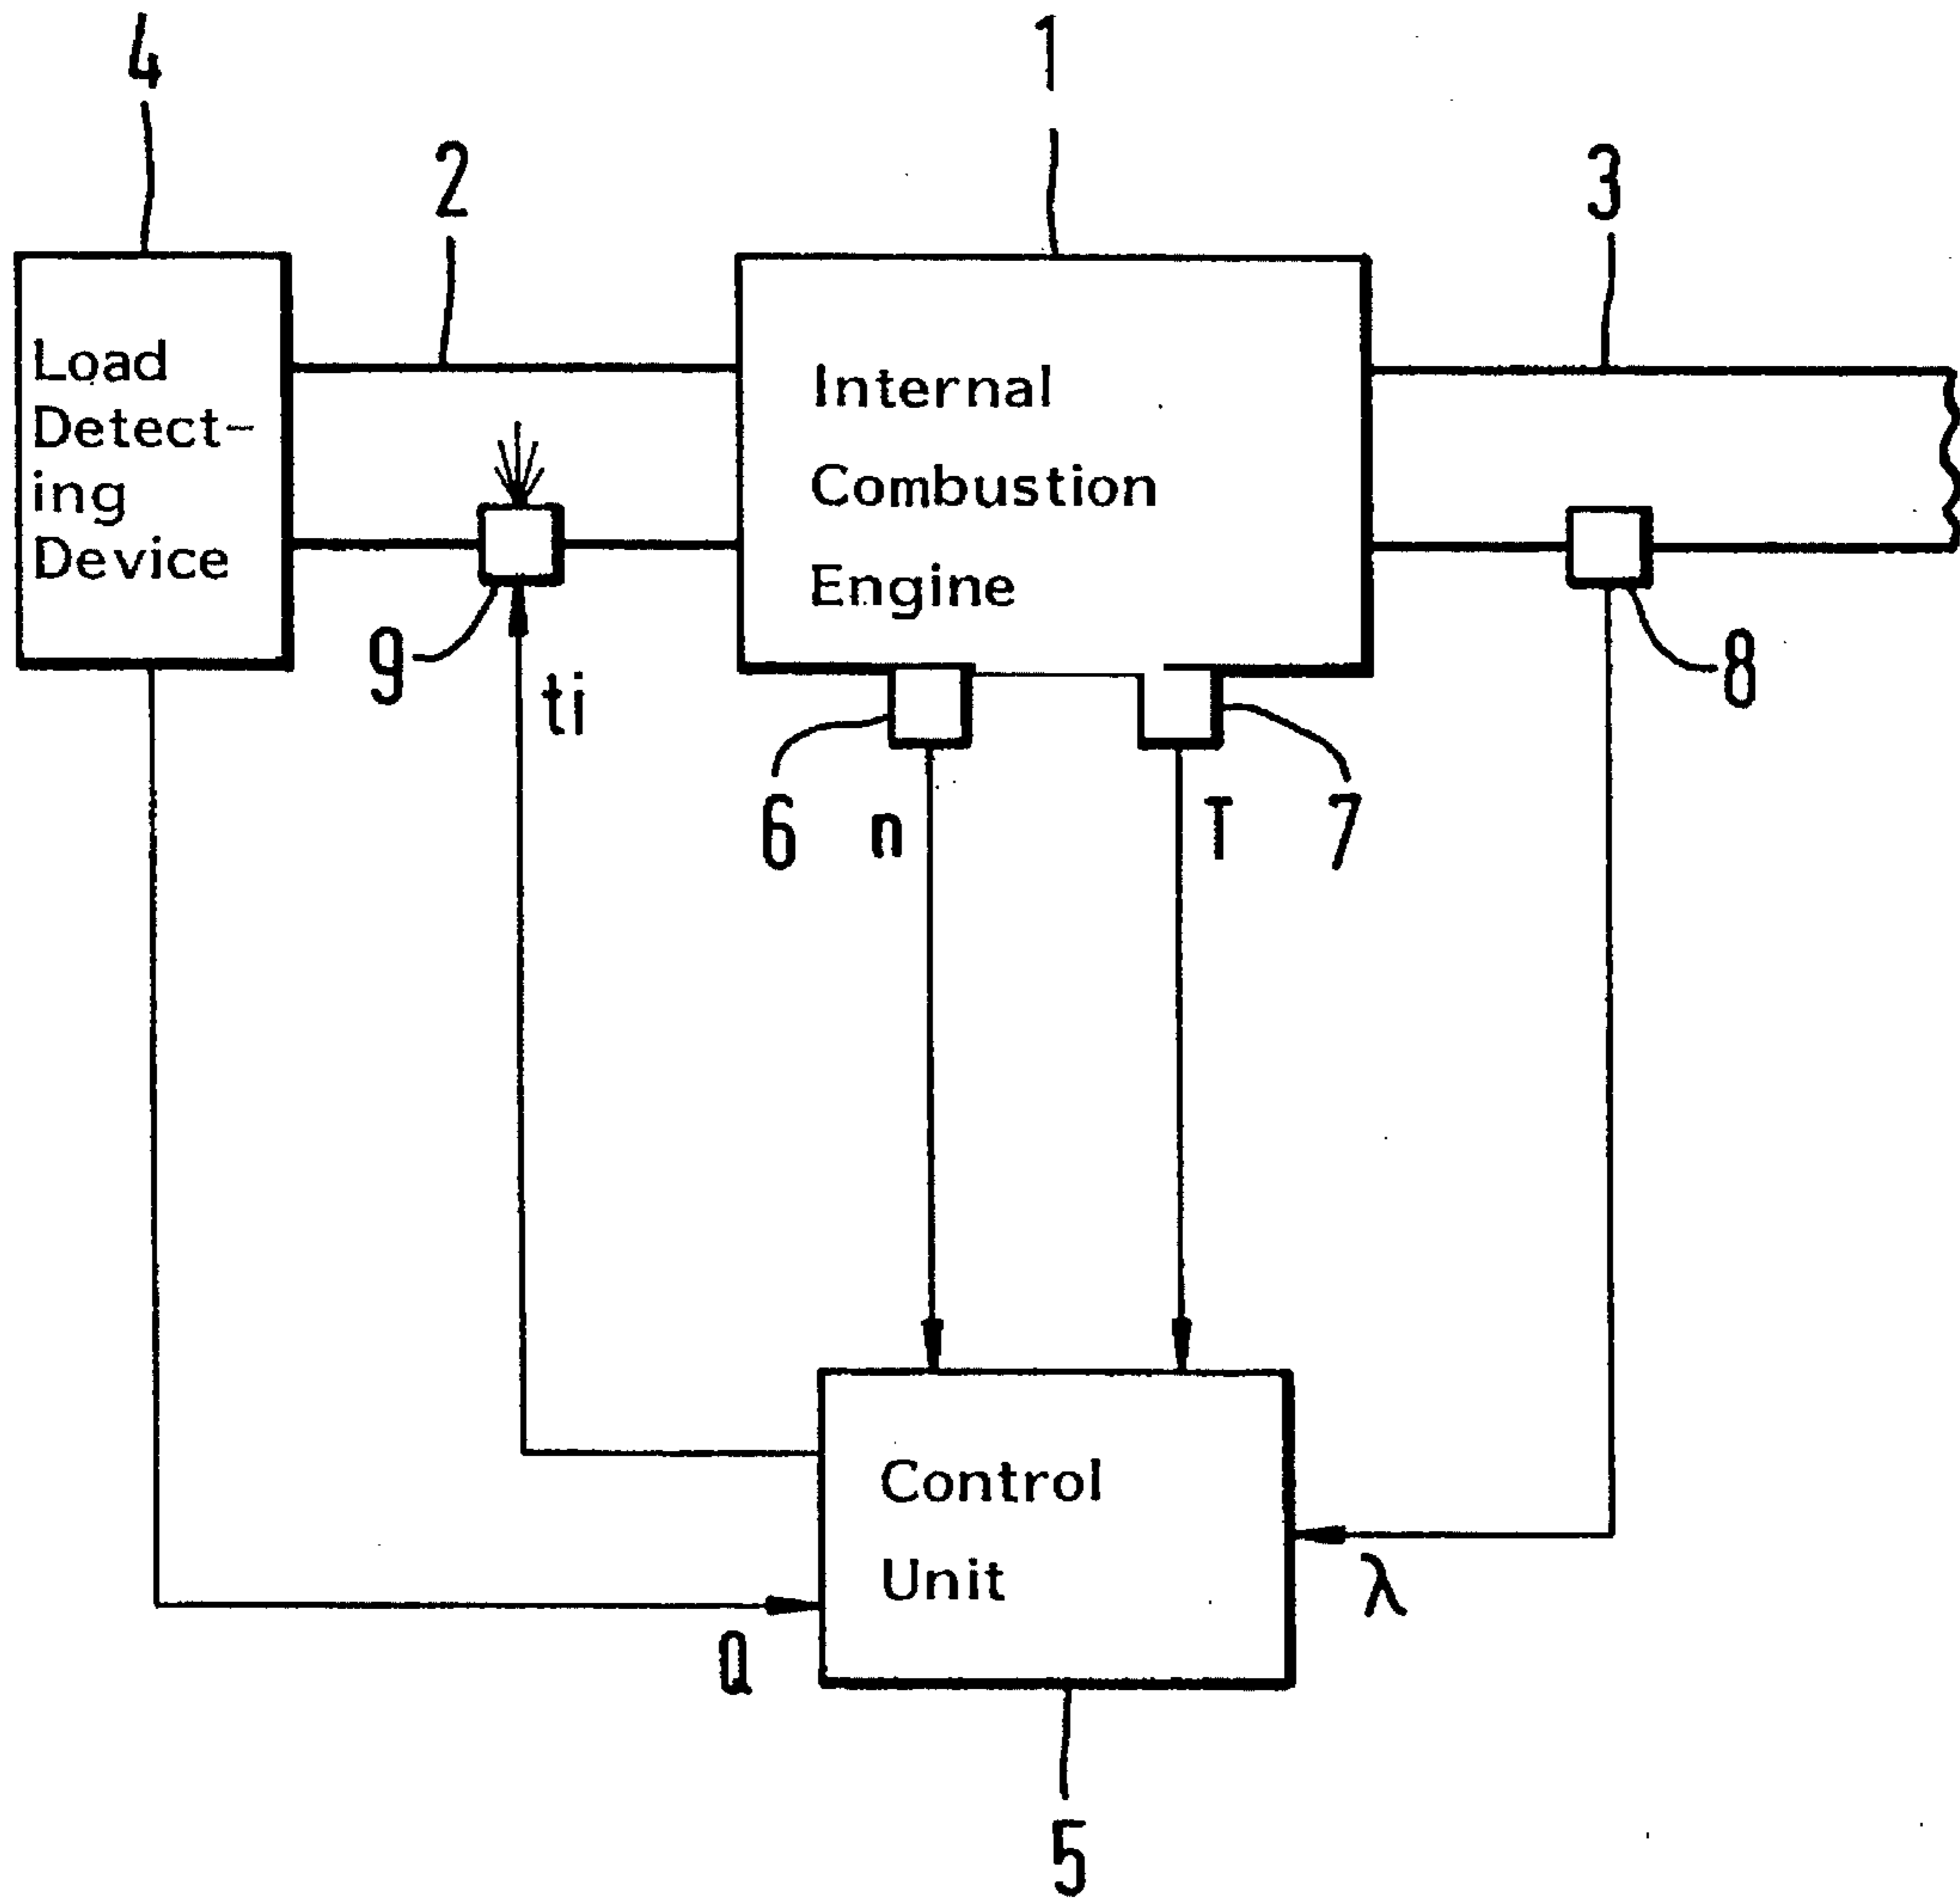 4
1
2
3
Load
Detect-
ing
Device
Internal
Combustion
Engine
9
ti
8
6
n
T
7
Control
Unit
λ
Q
5